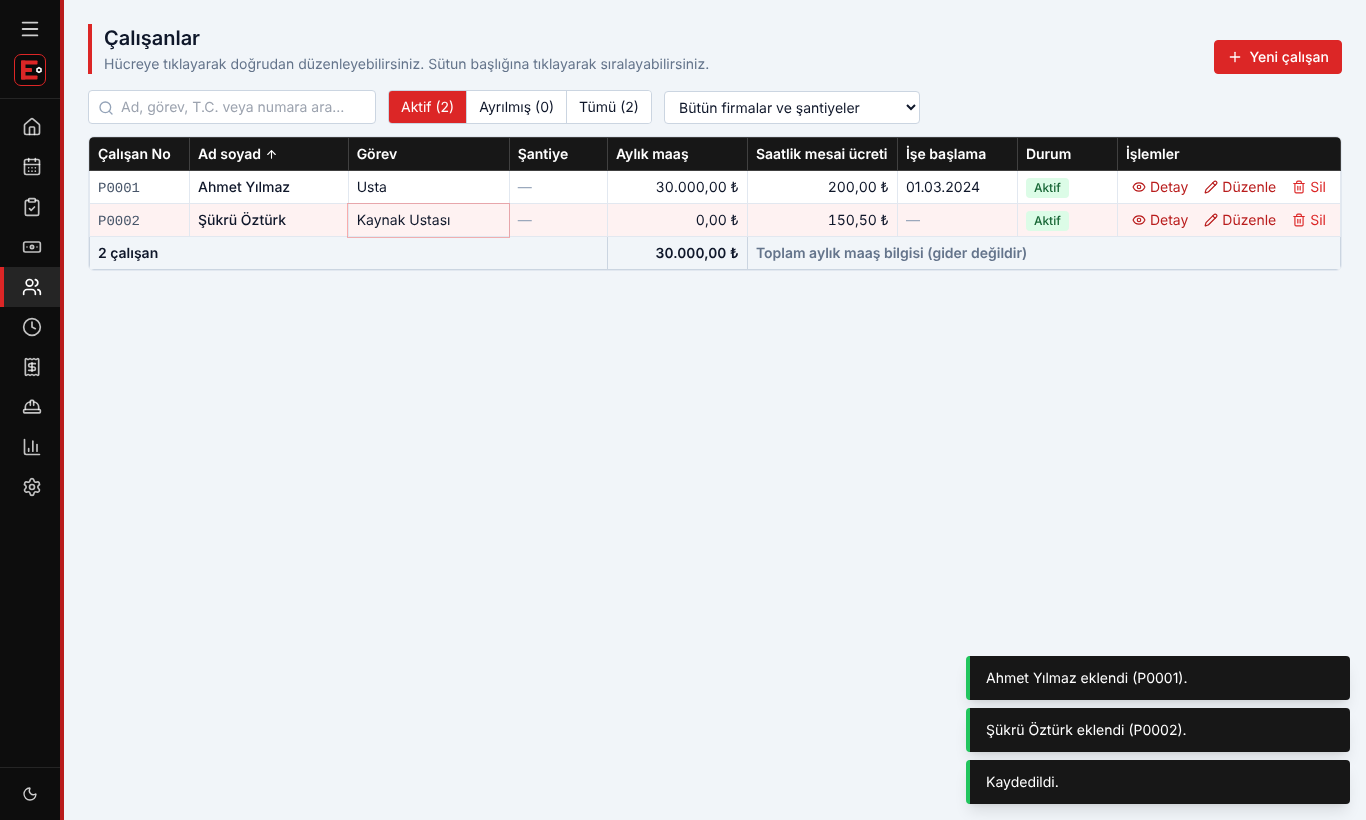 Çalışanlar
Hücreye tıklayarak doğrudan düzenleyebilirsiniz. Sütun başlığına tıklayarak sıralayabilirsiniz.
+ Yeni çalışan
E
Ad, görev, T.C. veya numara ara...
Aktif (2) Ayrılmış (0) Tümü (2)
Bütün firmalar ve şantiyeler
Çalışan No Ad soyad ↑ Görev Şantiye Aylık maaş Saatlik mesai ücreti İşe başlama Durum İşlemler
P0001 Ahmet Yılmaz Usta — 30.000,00 ₺ 200,00 ₺ 01.03.2024 Aktif Detay Düzenle Sil
P0002 Şükrü Öztürk Kaynak Ustası — 0,00 ₺ 150,50 ₺ — Aktif Detay Düzenle Sil
2 çalışan 30.000,00 ₺ Toplam aylık maaş bilgisi (gider değildir)
Ahmet Yılmaz eklendi (P0001).
Şükrü Öztürk eklendi (P0002).
Kaydedildi.